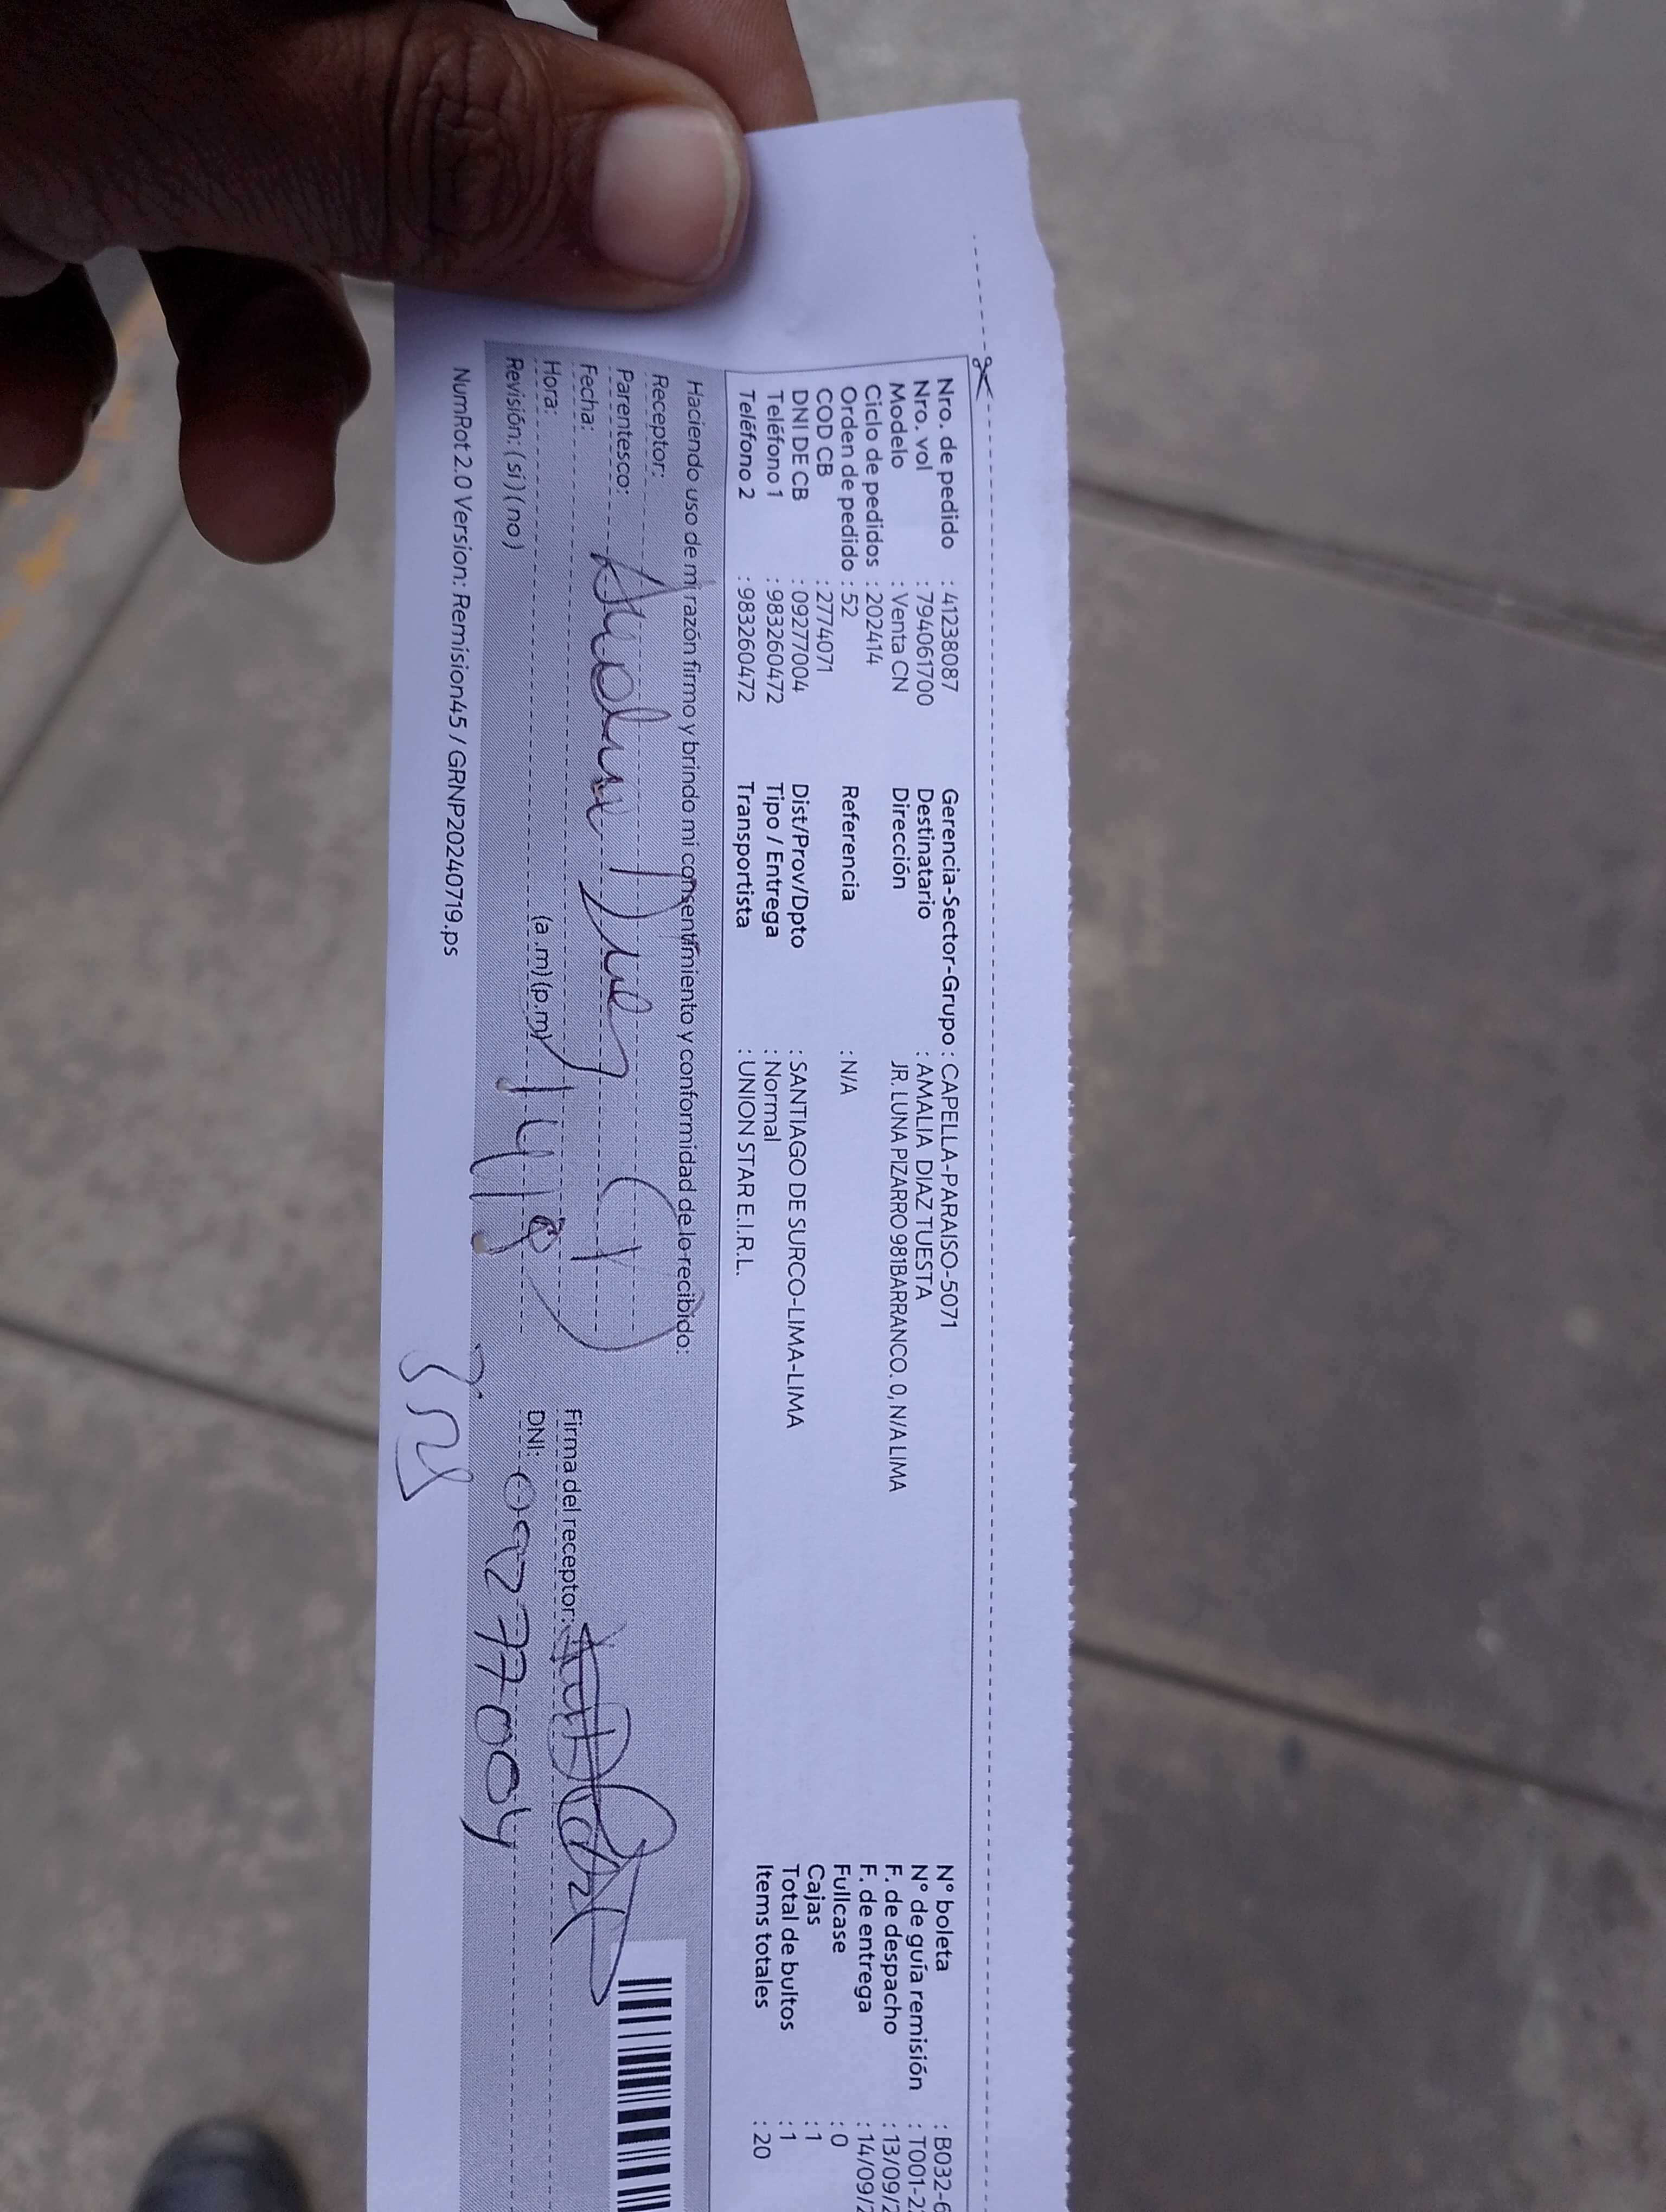 Nro. de pedido : 41238087
Nro. vol : 794061700
Modelo : Venta CN
Ciclo de pedidos : 202414
Orden de pedido : 52
COD CB : 27774071
DNI DE CB : 09277004
Teléfono 1 : 983260472
Teléfono 2 : 983260472
Gerencia-Sector-Grupo : CAPELLA-PARAISO-5071
Destinatario : AMALIA DIAZ TUESTA
Dirección JR. LUNA PIZARRO 981BARRANCO. 0, N/A LIMA
Referencia : N/A
Dist/Prov/Dpto : SANTIAGO DE SURCO-LIMA-LIMA
Tipo / Entrega : Normal
Transportista : UNION STAR E.I.R.L.
N° boleta : B032-6
N° de guía remisión : T001-2
F. de despacho : 13/09/2
F. de entrega : 14/09/2
Fullcase : 0
Cajas : 1
Total de bultos : 1
Items totales : 20
Haciendo uso de mi razón firmo y brindo mi consentimiento y conformidad de lo recibido:
Receptor:
Parentesco:
Fecha:
Hora: (a .m) (p.m)
Revisión: ( si ) ( no )
Firma del receptor:
DNI: 09277004
NumRot 2.0 Version: Remision45 / GRNP20240719.ps